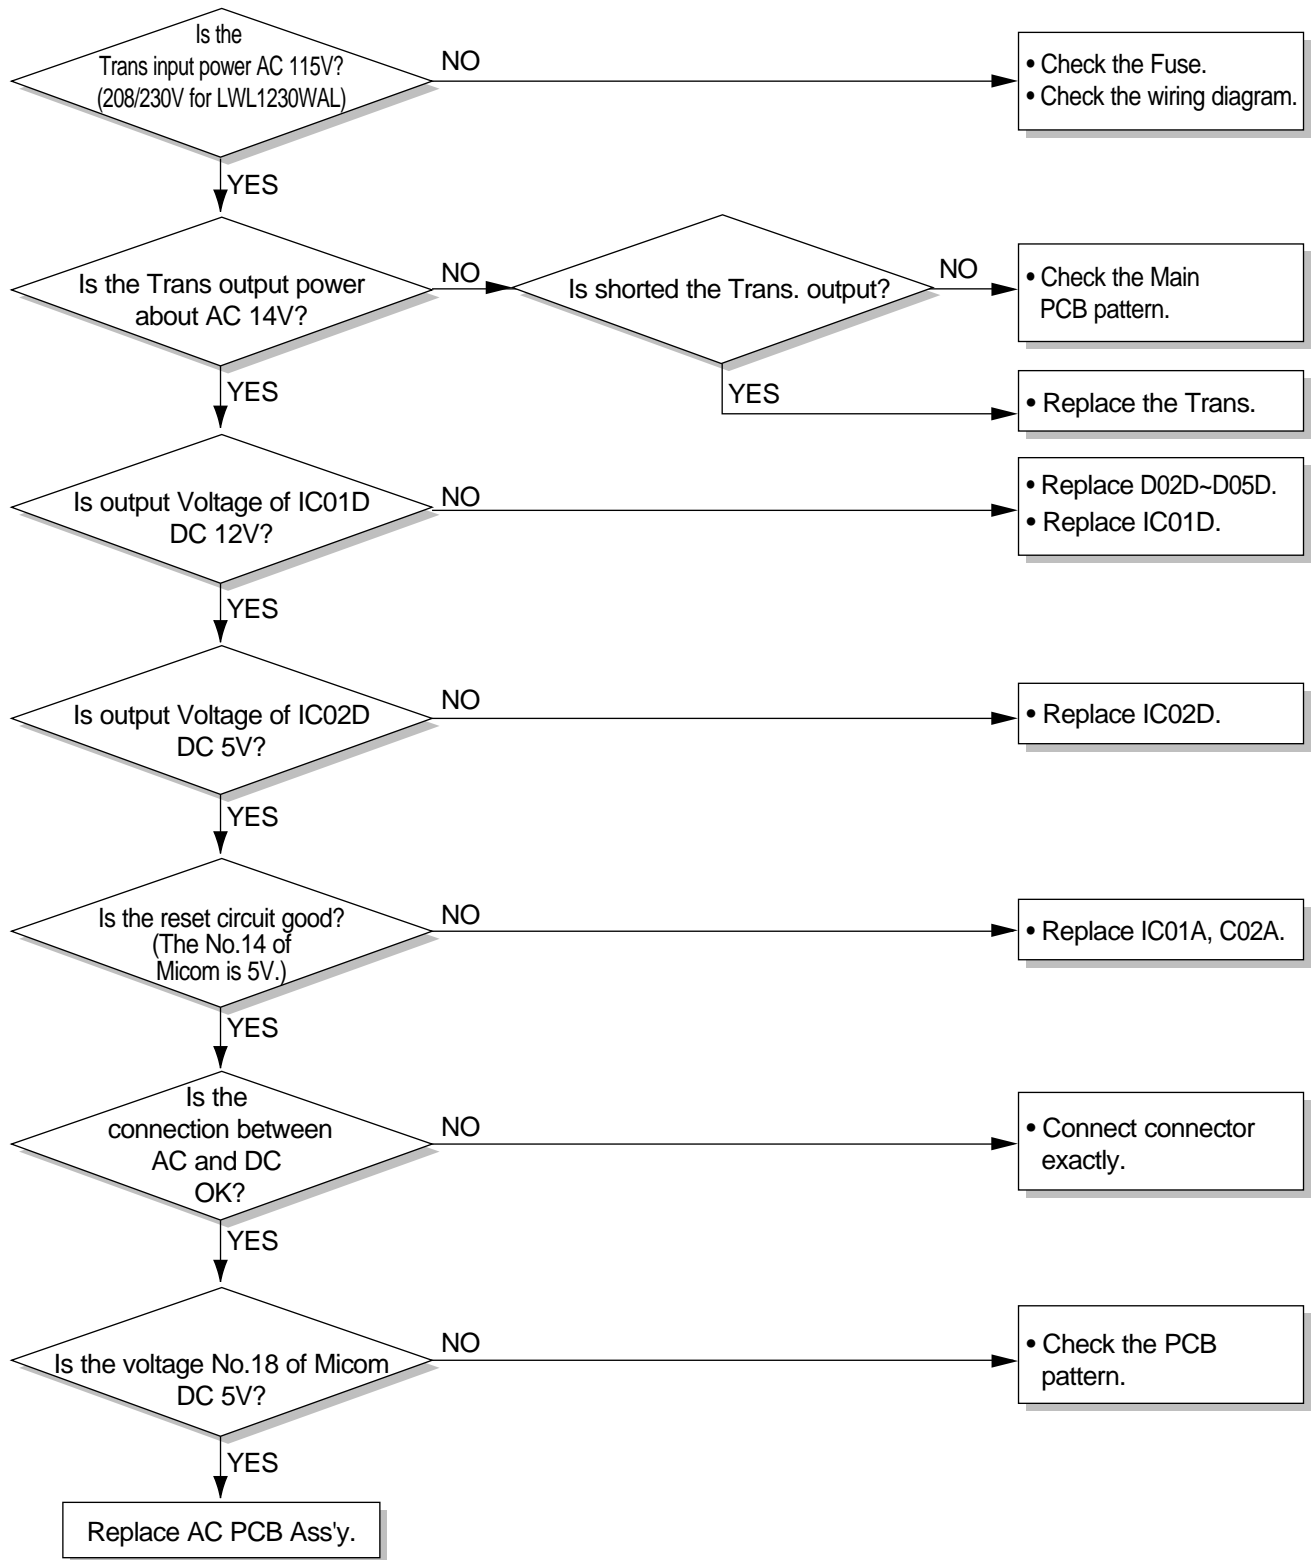 Is the
Trans input power AC 115V?
(208/230V for LWL1230WAL)
NO
• Check the Fuse.
• Check the wiring diagram.
YES
Is the Trans output power
about AC 14V?
NO
Is shorted the Trans. output?
NO
• Check the Main
PCB pattern.
YES
YES
• Replace the Trans.
Is output Voltage of IC01D
DC 12V?
NO
• Replace D02D~D05D.
• Replace IC01D.
YES
Is output Voltage of IC02D
DC 5V?
NO
• Replace IC02D.
YES
Is the reset circuit good?
(The No.14 of
Micom is 5V.)
NO
• Replace IC01A, C02A.
YES
Is the
connection between
AC and DC
OK?
NO
• Connect connector
exactly.
YES
Is the voltage No.18 of Micom
DC 5V?
NO
• Check the PCB
pattern.
YES
Replace AC PCB Ass'y.